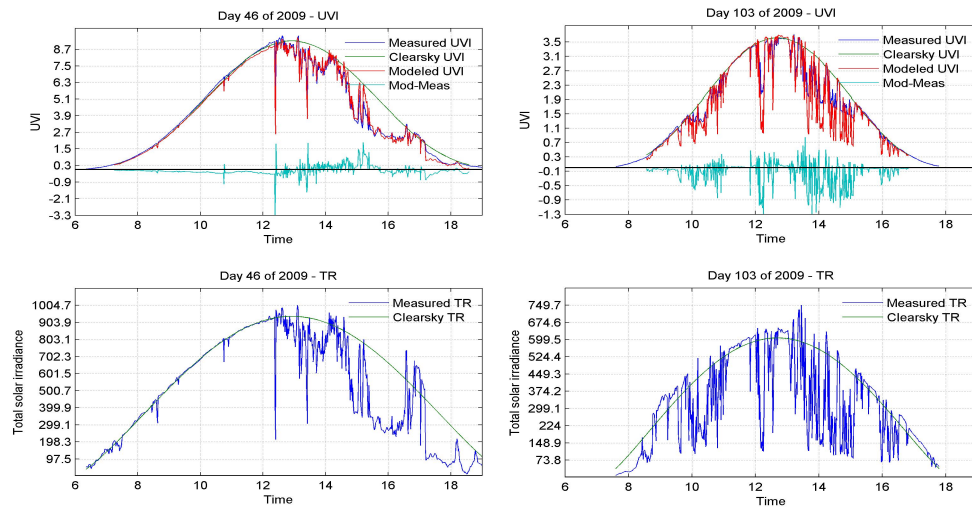 Day 46 of 2009 - UVI
8.7
7.5
6.3
5.1
3.9
2.7
1.5
0.3
-0.9
-2.1
-3.3
UVI
Measured UVI
Clearsky UVI
Modeled UVI
Mod-Meas
6 8 10 12 14 16 18
Time
Day 103 of 2009 - UVI
3.5
3.1
2.7
2.3
1.9
1.5
1.1
0.7
0.3
-0.1
-0.5
-0.9
-1.3
UVI
Measured UVI
Clearsky UVI
Modeled UVI
Mod-Meas
6 8 10 12 14 16 18
Time
Day 46 of 2009 - TR
1004.7
903.9
803.1
702.3
601.5
500.7
399.9
299.1
198.3
97.5
Total solar irradiance
Measured TR
Clearsky TR
6 8 10 12 14 16 18
Time
Day 103 of 2009 - TR
749.7
674.6
599.5
524.4
449.3
374.2
299.1
224
148.9
73.8
Total solar irradiance
Measured TR
Clearsky TR
6 8 10 12 14 16 18
Time